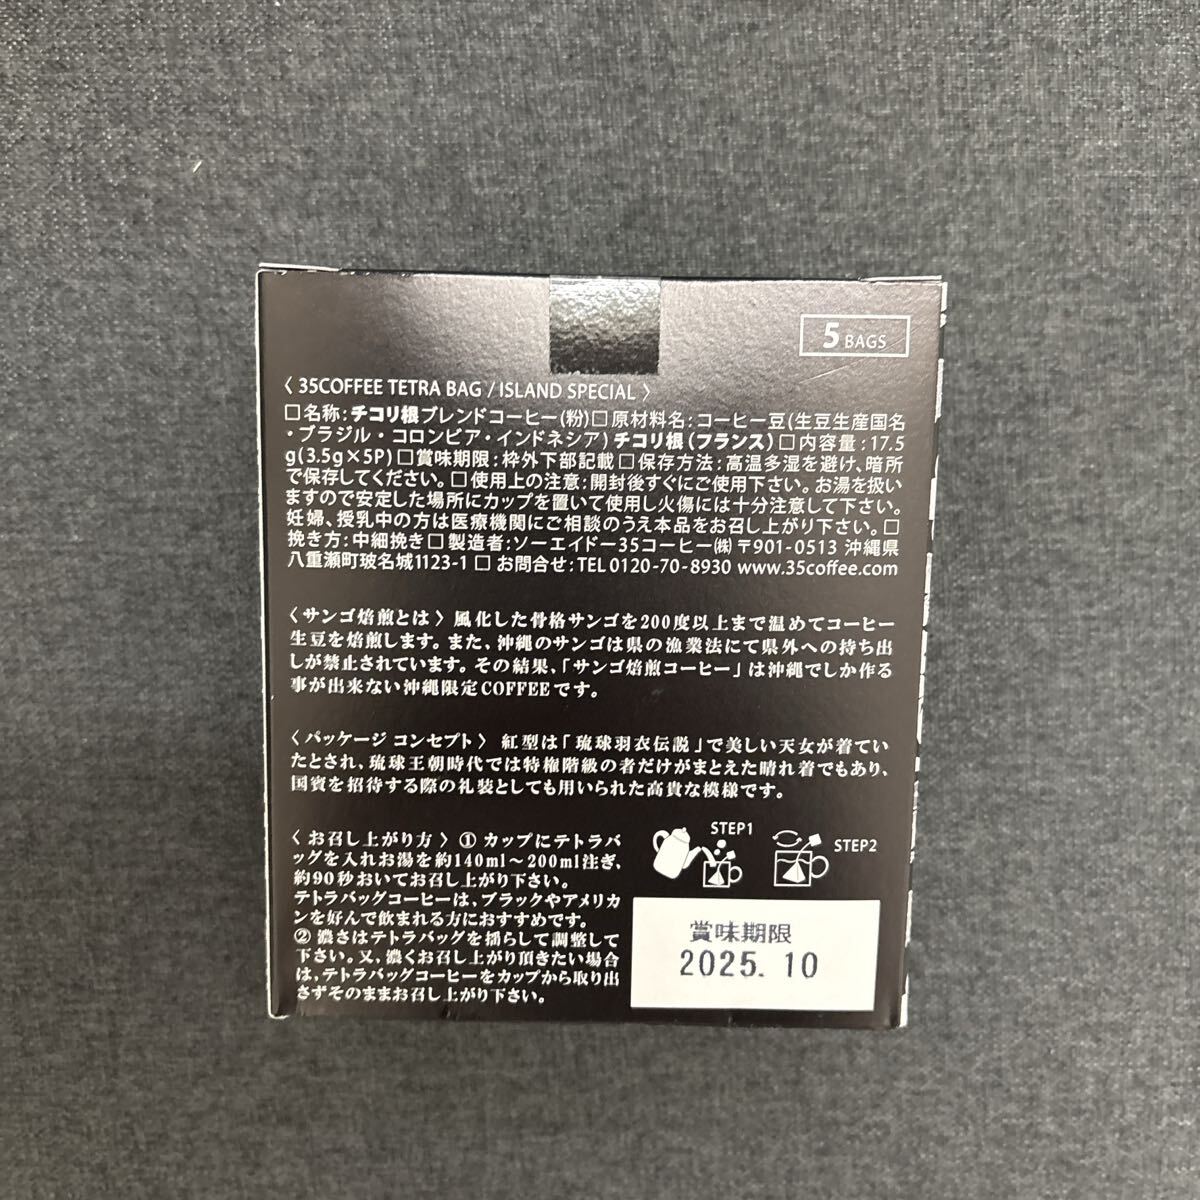 5 BAGS
〈 35COFFEE TETRA BAG / ISLAND SPECIAL 〉
□名称:チコリ根ブレンドコーヒー(粉)□原材料名:コーヒー豆(生豆生産国名
・ブラジル・コロンビア・インドネシア)チコリ根(フランス)□内容量:17.5
g(3.5g×5P)□賞味期限:枠外下部記載□保存方法:高温多湿を避け、暗所
で保存してください。□使用上の注意:開封後すぐにご使用下さい。お湯を扱い
ますので安定した場所にカップを置いて使用し火傷には十分注意して下さい。
妊婦、授乳中の方は医療機関にご相談のうえ本品をお召し上がり下さい。□
挽き方:中細挽き□製造者:ソーエイドー35コーヒー㈱〒901-0513 沖縄県
八重瀬町玻名城1123-1 □ お問合せ:TEL 0120-70-8930 www.35coffee.com
〈サンゴ焙煎とは〉風化した骨格サンゴを200度以上まで温めてコーヒー
生豆を焙煎します。また、沖縄のサンゴは県の漁業法にて県外への持ち出
しが禁止されています。その結果、「サンゴ焙煎コーヒー」は沖縄でしか作る
事が出来ない沖縄限定COFFEEです。
〈パッケージ コンセプト〉紅型は「琉球羽衣伝説」で美しい天女が着てい
たとされ、琉球王朝時代では特権階級の者だけがまとえた晴れ着でもあり、
国賓を招待する際の礼装としても用いられた高貴な模様です。
〈お召し上がり方〉①カップにテトラバ
ッグを入れお湯を約140ml〜200ml注ぎ、
約90秒おいてお召し上がり下さい。
テトラバッグコーヒーは、ブラックやアメリカ
ンを好んで飲まれる方におすすめです。
②濃さはテトラバッグを揺らして調整して
下さい。又、濃くお召し上がり頂きたい場合
は、テトラバッグコーヒーをカップから取り出
さずそのままお召し上がり下さい。
STEP1
STEP2
賞味期限
2025. 10